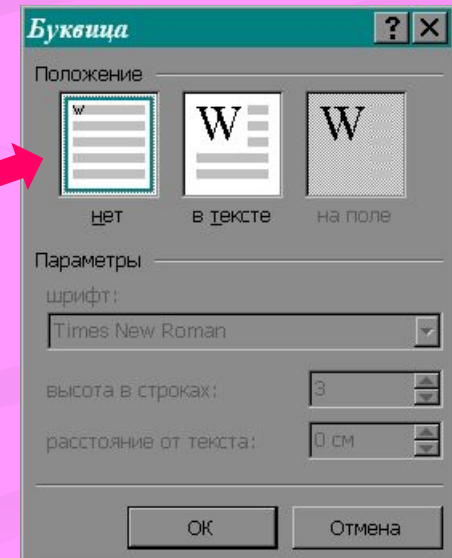 Буквица ? X
Положение
w W W
нет в тексте на поле
Параметры
шрифт:
Times New Roman
высота в строках: 3
расстояние от текста: 0 см
ОК Отмена